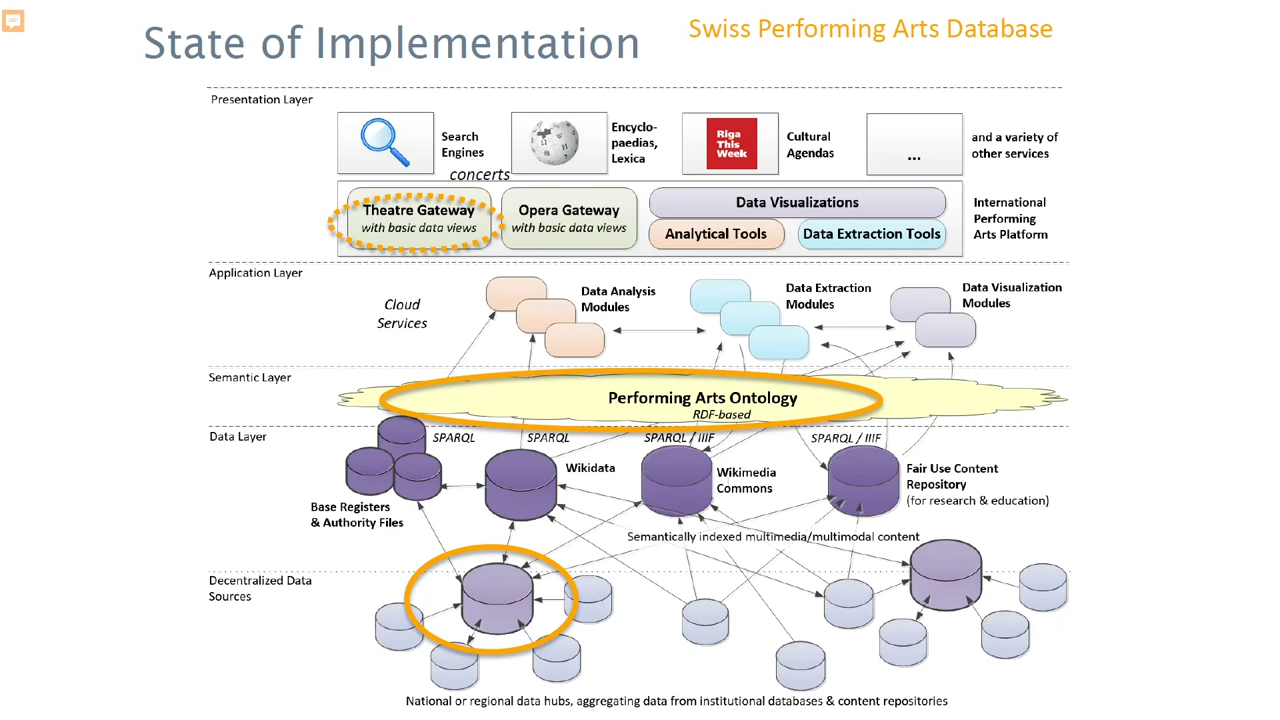 State of Implementation
Swiss Performing Arts Database
Presentation Layer
Search
Engines
Encyclo-
paedias,
Lexica
Riga
This
Week
Cultural
Agendas
...
and a variety of
other services
concerts
Theatre Gateway
with basic data views
Opera Gateway
with basic data views
Data Visualizations
Analytical Tools
Data Extraction Tools
International
Performing
Arts Platform
Application Layer
Cloud
Services
Data Analysis
Modules
Data Extraction
Modules
Data Visualization
Modules
Semantic Layer
Performing Arts Ontology
RDF-based
Data Layer
SPARQL
SPARQL
SPARQL / IIIF
SPARQL / IIIF
Wikidata
Wikimedia
Commons
Fair Use Content
Repository
(for research & education)
Base Registers
& Authority Files
Semantically indexed multimedia/multimodal content
Decentralized Data
Sources
National or regional data hubs, aggregating data from institutional databases & content repositories